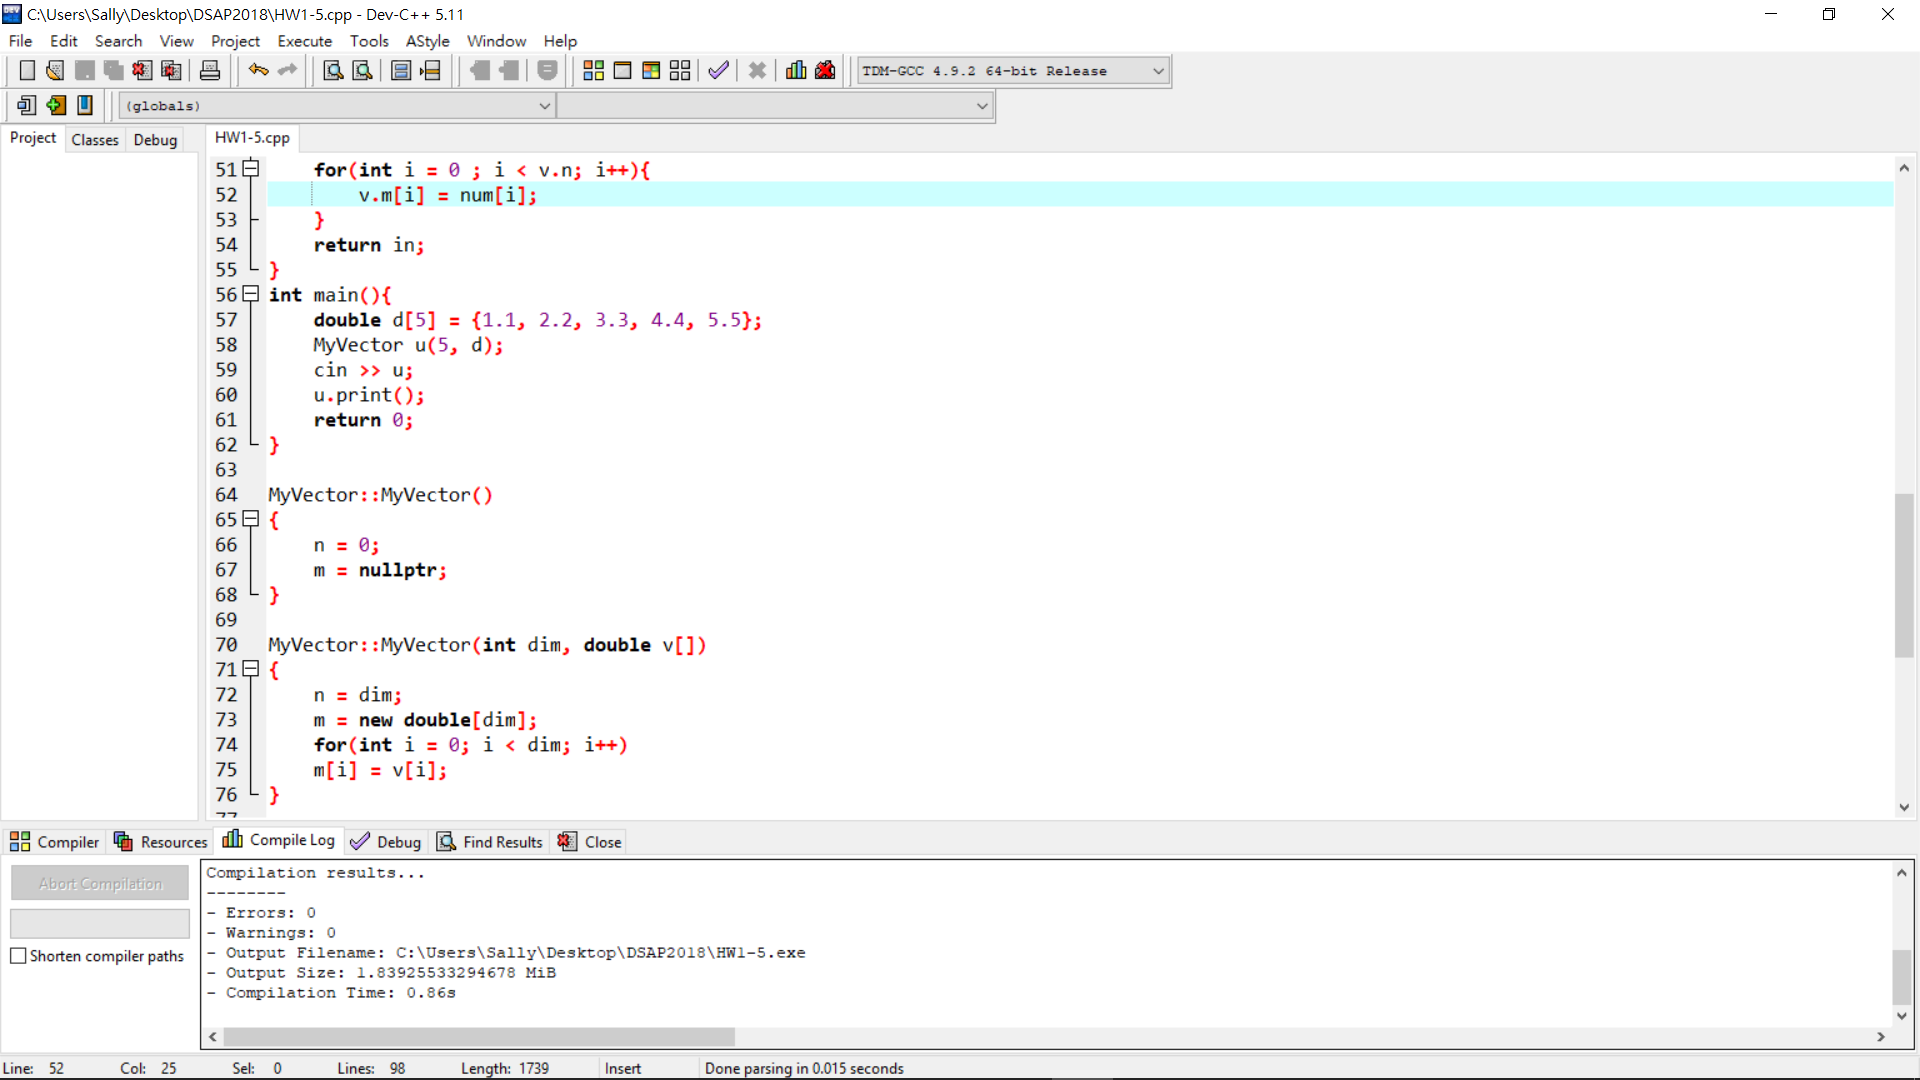 C:\Users\Sally\Desktop\DSAP2018\HW1-5.cpp - Dev-C++ 5.11
File Edit Search View Project Execute Tools AStyle Window Help
TDM-GCC 4.9.2 64-bit Release
(globals)
Project Classes Debug
HW1-5.cpp
51 for(int i = 0 ; i < v.n; i++){
52 v.m[i] = num[i];
53 }
54 return in;
55 }
56 int main(){
57 double d[5] = {1.1, 2.2, 3.3, 4.4, 5.5};
58 MyVector u(5, d);
59 cin >> u;
60 u.print();
61 return 0;
62 }
63
64 MyVector::MyVector()
65 {
66 n = 0;
67 m = nullptr;
68 }
69
70 MyVector::MyVector(int dim, double v[])
71 {
72 n = dim;
73 m = new double[dim];
74 for(int i = 0; i < dim; i++)
75 m[i] = v[i];
76 }
77
Compiler Resources Compile Log Debug Find Results Close
Abort Compilation
Shorten compiler paths
Compilation results...
--------
- Errors: 0
- Warnings: 0
- Output Filename: C:\Users\Sally\Desktop\DSAP2018\HW1-5.exe
- Output Size: 1.83925533294678 MiB
- Compilation Time: 0.86s
Line: 52 Col: 25 Sel: 0 Lines: 98 Length: 1739 Insert Done parsing in 0.015 seconds